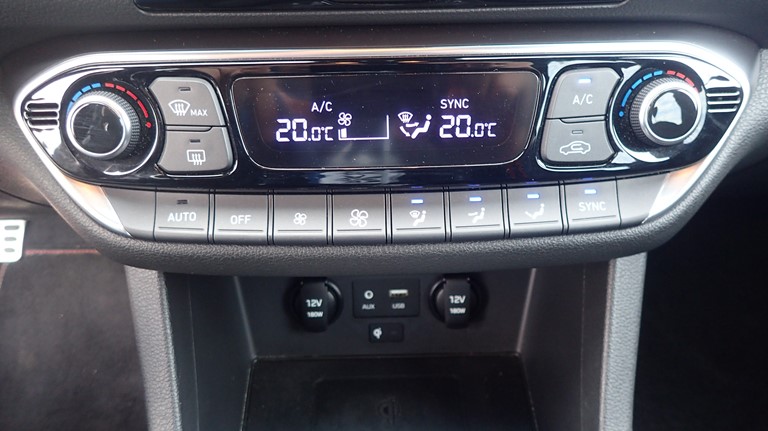 MAX
A/C SYNC
20.0°C 20.0°C
A/C
AUTO OFF SYNC
12V
180W
AUX USB
12V
180W